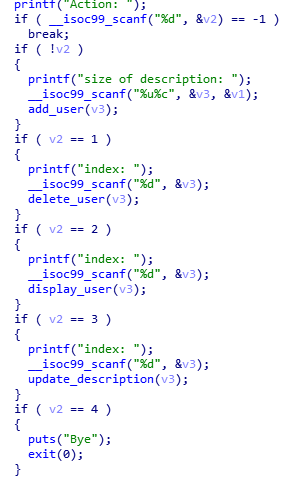 printf("Action: ");
if ( __isoc99_scanf("%d", &v2) == -1 )
break;
if ( !v2 )
{
printf("size of description: ");
__isoc99_scanf("%u%c", &v3, &v1);
add_user(v3);
}
if ( v2 == 1 )
{
printf("index: ");
__isoc99_scanf("%d", &v3);
delete_user(v3);
}
if ( v2 == 2 )
{
printf("index: ");
__isoc99_scanf("%d", &v3);
display_user(v3);
}
if ( v2 == 3 )
{
printf("index: ");
__isoc99_scanf("%d", &v3);
update_description(v3);
}
if ( v2 == 4 )
{
puts("Bye");
exit(0);
}